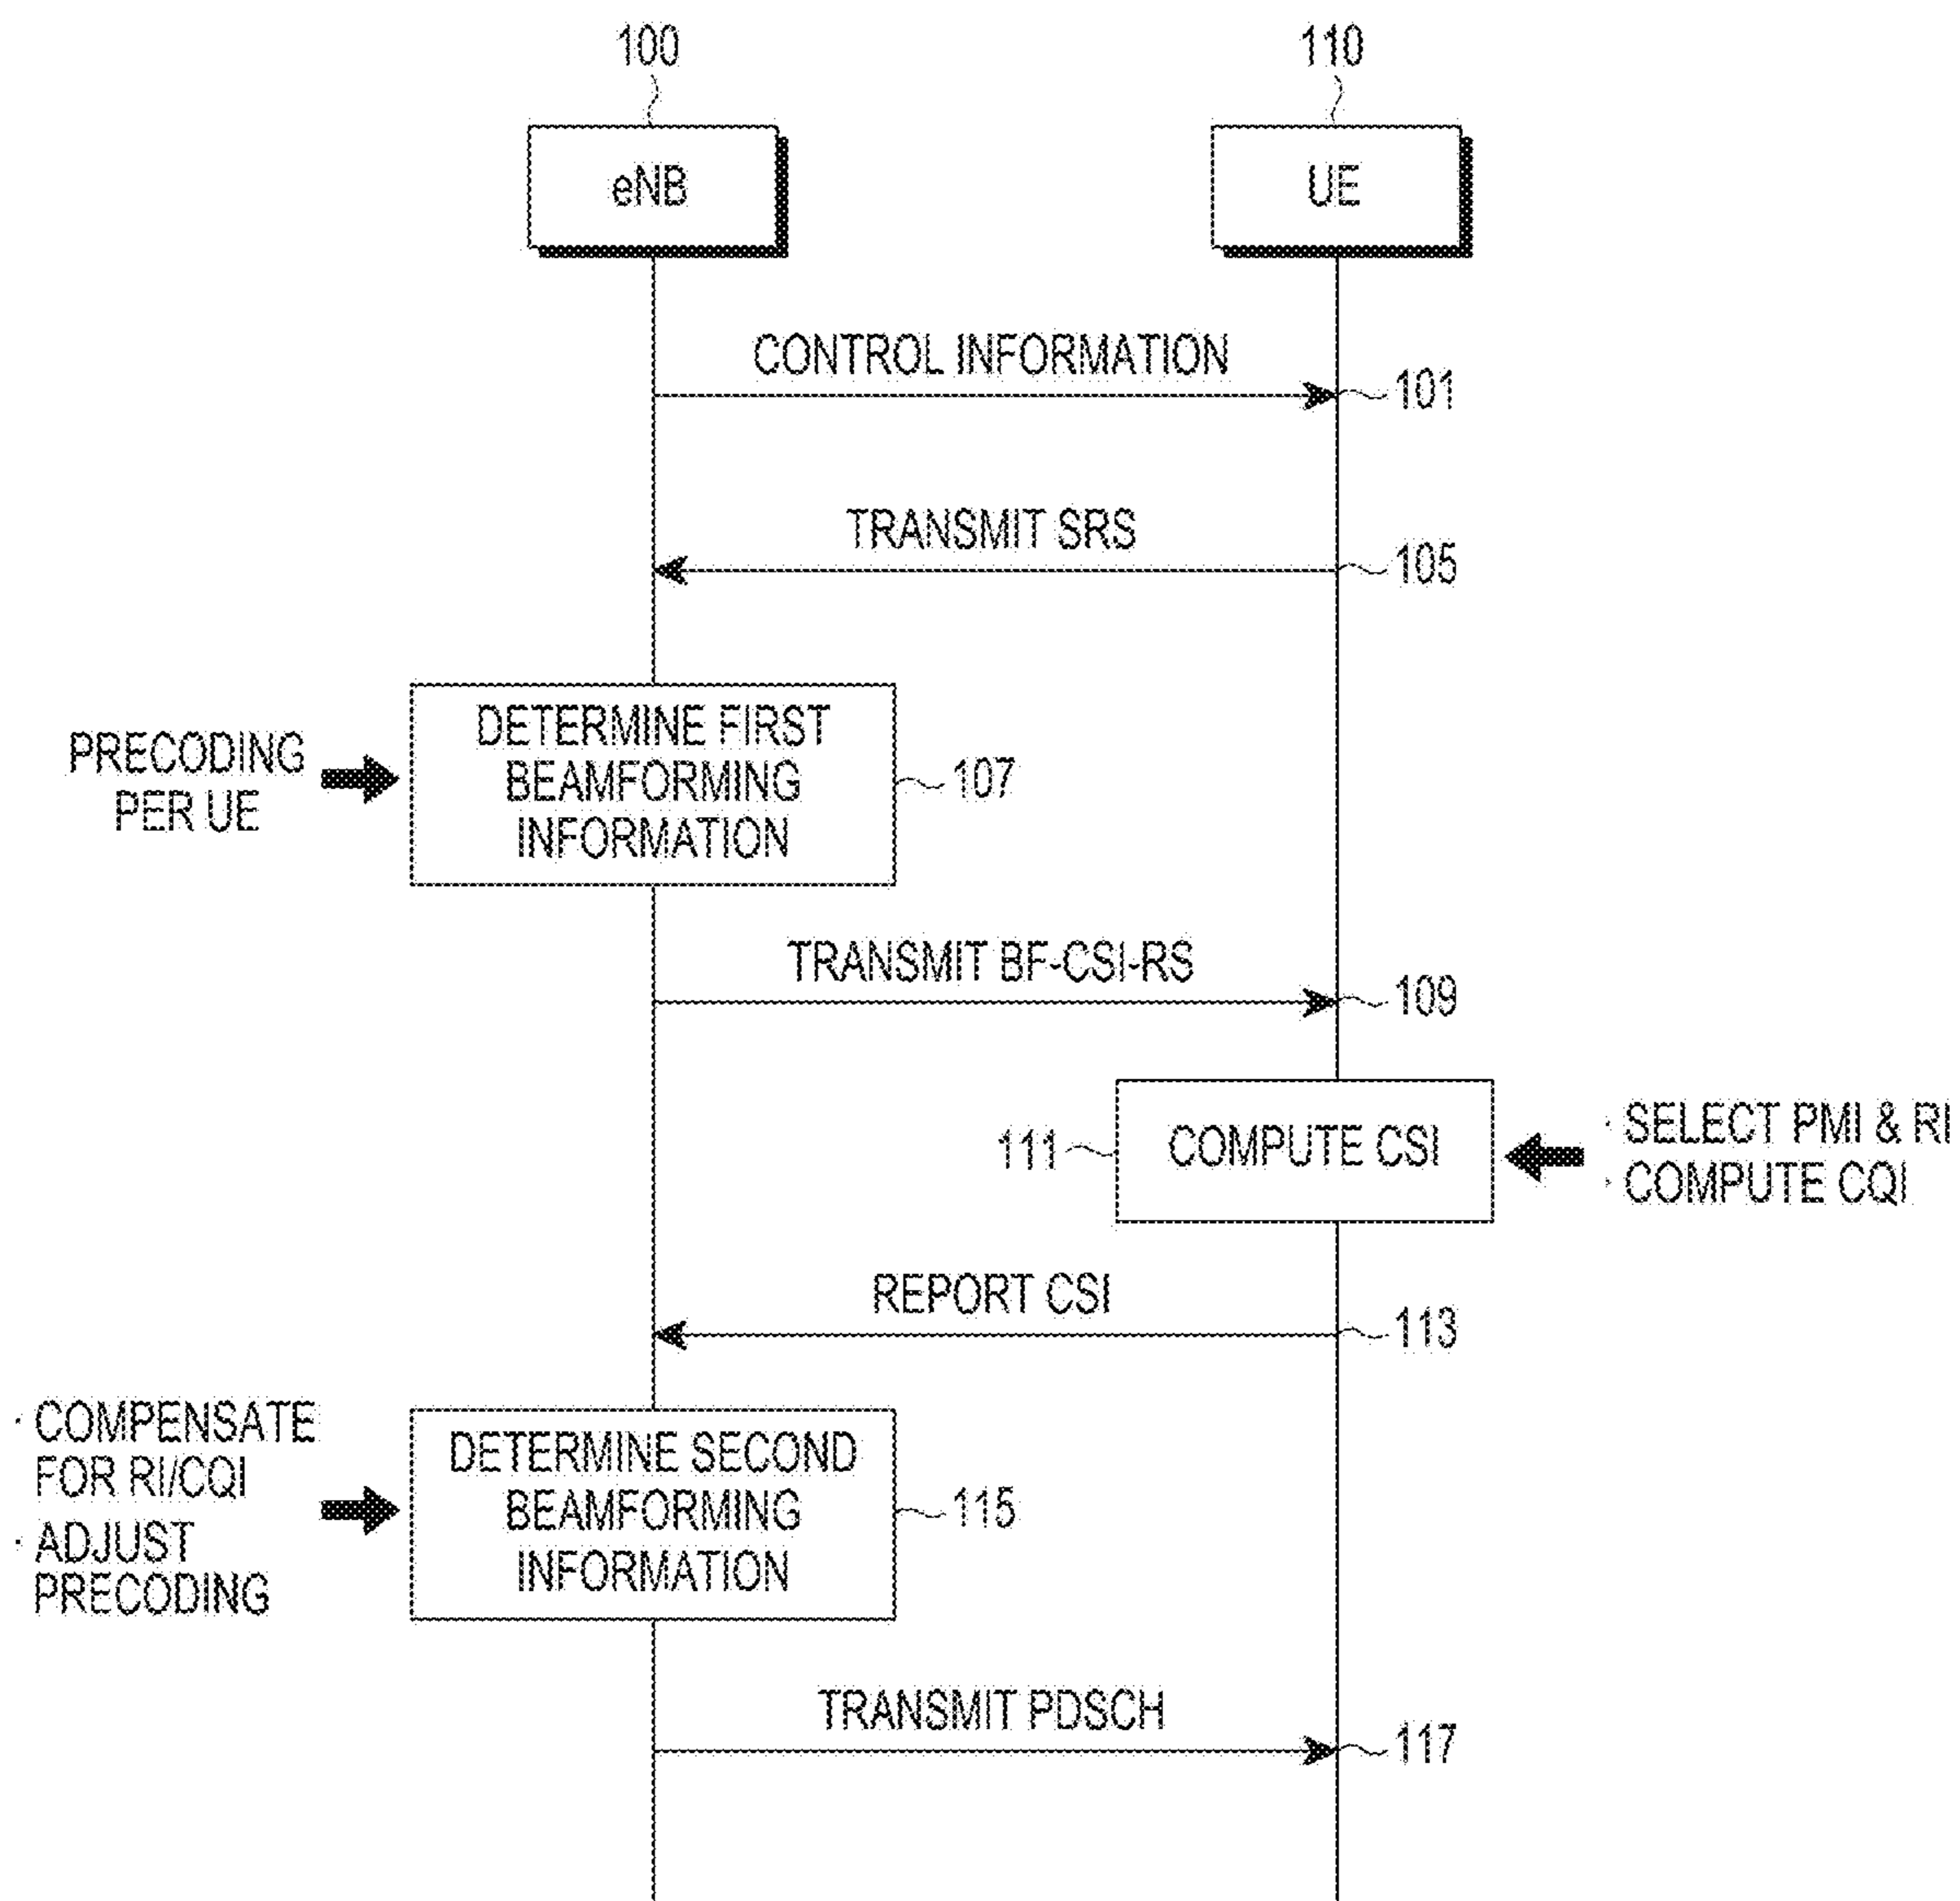 100
110
eNB
UE
CONTROL INFORMATION
101
TRANSMIT SRS
105
DETERMINE FIRST
BEAMFORMING
INFORMATION
PRECODING
PER UE
107
TRANSMIT BF-CSI-RS
109
111
COMPUTE CSI
· SELECT PMI & RI
· COMPUTE CQI
REPORT CSI
113
· COMPENSATE
FOR RI/CQI
· ADJUST
PRECODING
DETERMINE SECOND
BEAMFORMING
INFORMATION
115
TRANSMIT PDSCH
117